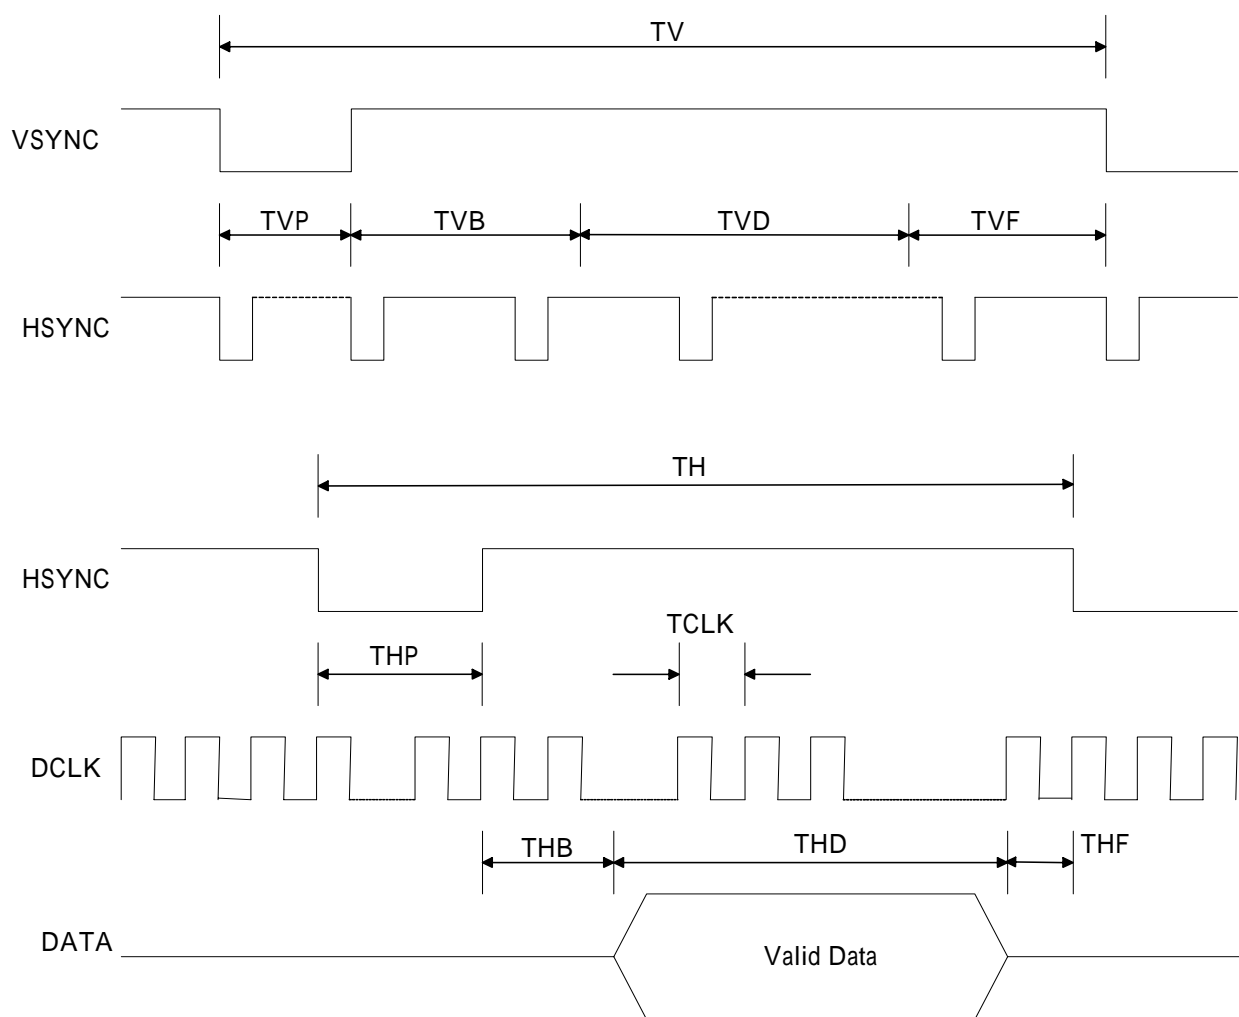 TV
VSYNC
TVP TVB TVD TVF
HSYNC
TH
HSYNC
TCLK
THP
DCLK
THB THD THF
DATA
Valid Data